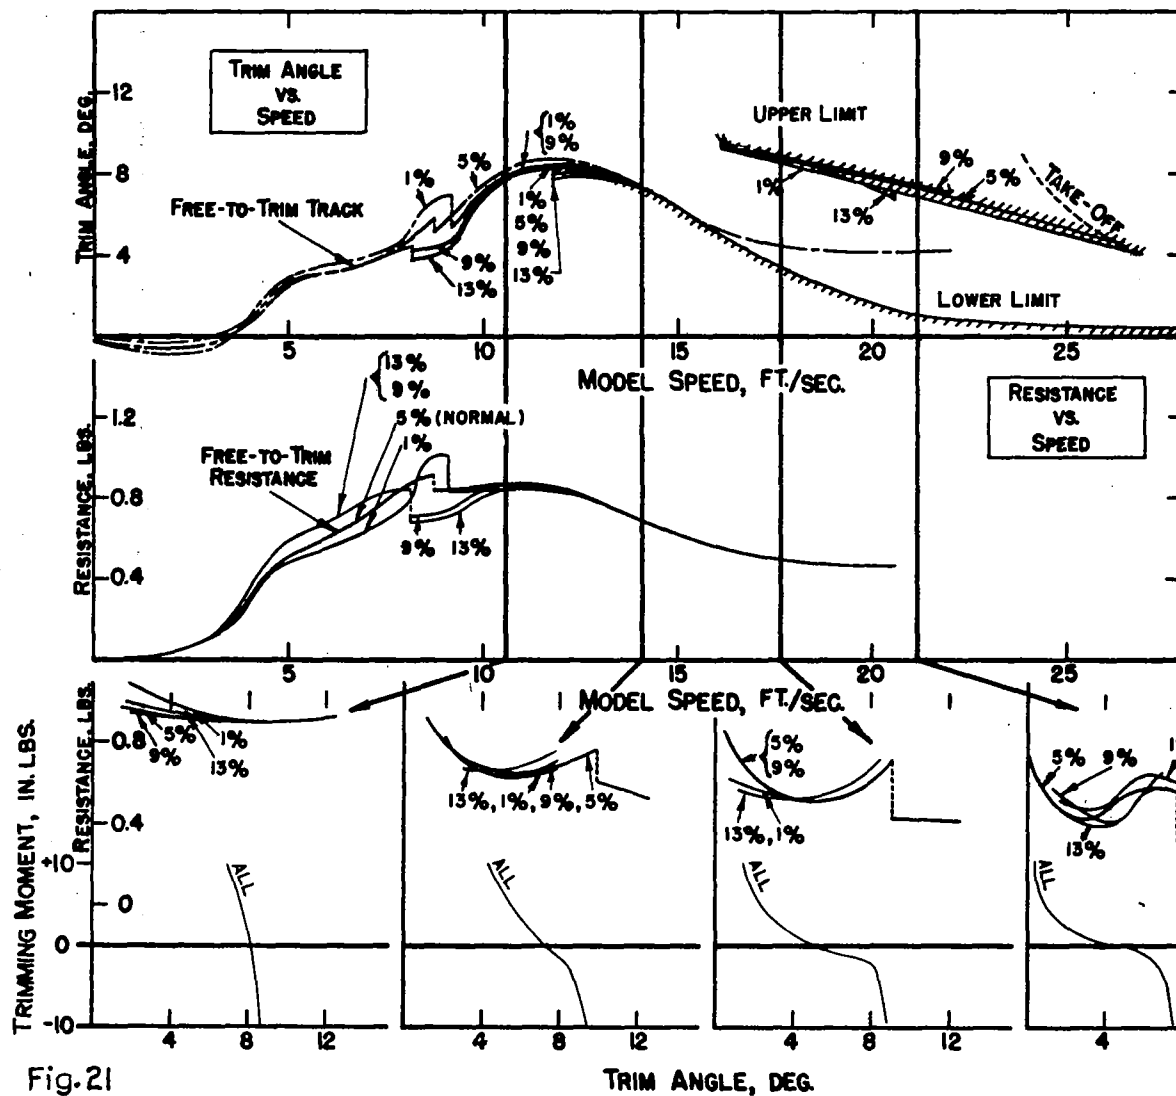 TRIM ANGLE
VS.
SPEED
TRIM ANGLE, DEG.
12
8
4
0
FREE-TO-TRIM TRACK
1%
5%
1%
9%
1%
5%
9%
13%
9%
13%
UPPER LIMIT
1%
13%
9%
5%
TAKE-OFF
LOWER LIMIT
5
10
15
20
25
MODEL SPEED, FT./SEC.
RESISTANCE
VS.
SPEED
RESISTANCE, LBS.
1.2
0.8
0.4
13%
9%
5% (NORMAL)
1%
FREE-TO-TRIM
RESISTANCE
9%
13%
5
10
15
20
25
MODEL SPEED, FT./SEC.
RESISTANCE, LBS.
0.8
0.4
5%
9%
1%
13%
13%, 1%, 9%, 5%
5%
9%
13%, 1%
5%
9%
13%
TRIMMING MOMENT, IN. LBS.
+10
0
0
-10
ALL
ALL
ALL
ALL
4
8
12
4
8
12
4
8
12
4
Fig. 21
TRIM ANGLE, DEG.